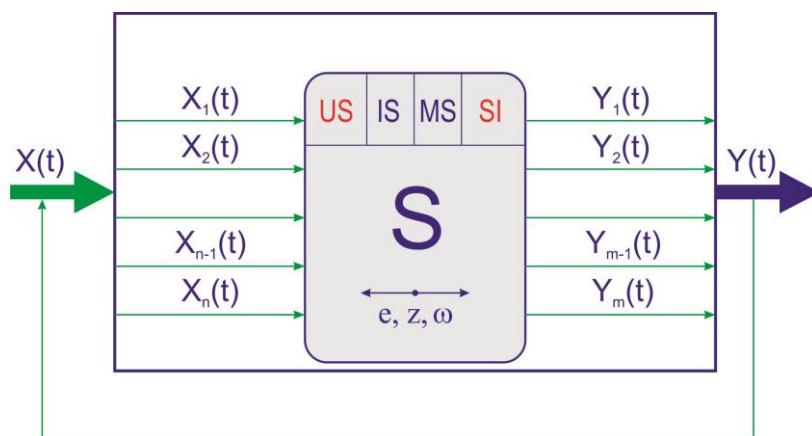 X(t)
X₁(t)
X₂(t)
Xₙ₋₁(t)
Xₙ(t)
US IS MS SI
S
e, z, ω
Y₁(t)
Y₂(t)
Yₘ₋₁(t)
Yₘ(t)
Y(t)